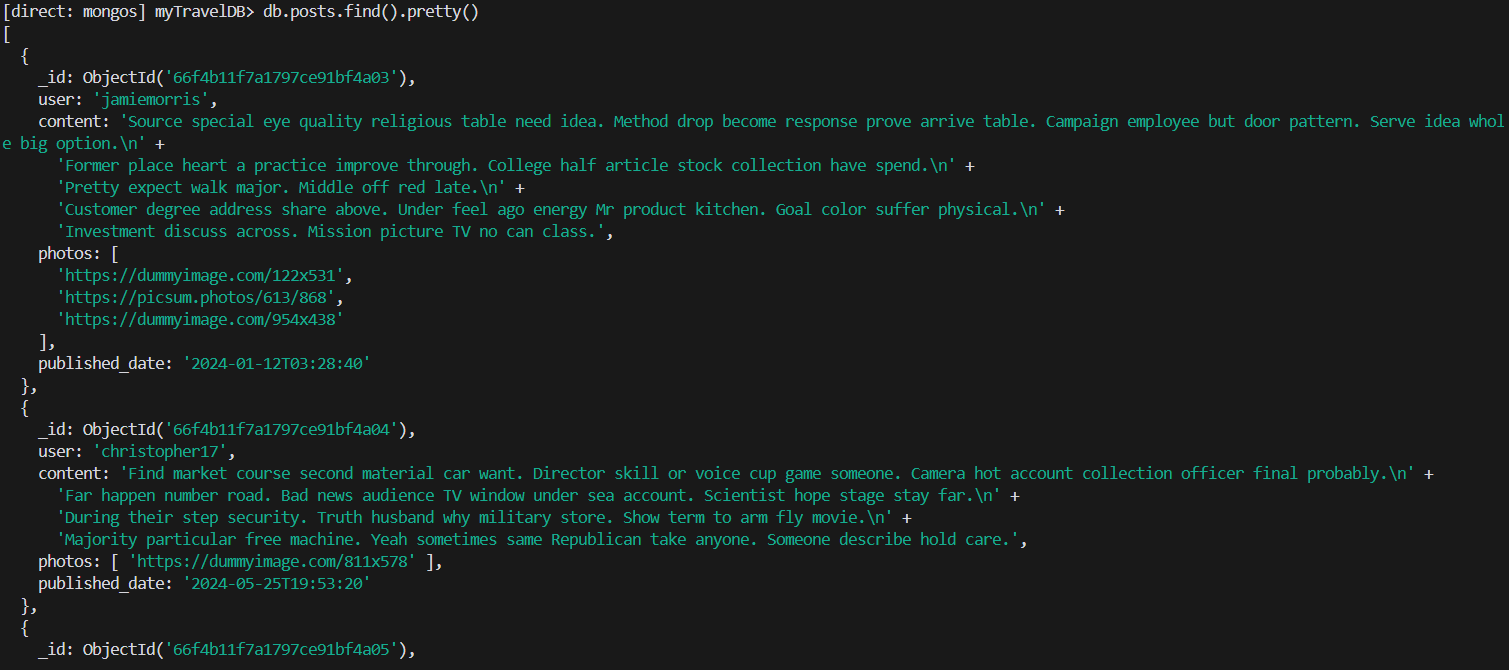 [direct: mongos] myTravelDB> db.posts.find().pretty()
[
  {
    _id: ObjectId('66f4b11f7a1797ce91bf4a03'),
    user: 'jamiemorris',
    content: 'Source special eye quality religious table need idea. Method drop become response prove arrive table. Campaign employee but door pattern. Serve idea whol
e big option.\n' +
      'Former place heart a practice improve through. College half article stock collection have spend.\n' +
      'Pretty expect walk major. Middle off red late.\n' +
      'Customer degree address share above. Under feel ago energy Mr product kitchen. Goal color suffer physical.\n' +
      'Investment discuss across. Mission picture TV no can class.',
    photos: [
      'https://dummyimage.com/122x531',
      'https://picsum.photos/613/868',
      'https://dummyimage.com/954x438'
    ],
    published_date: '2024-01-12T03:28:40'
  },
  {
    _id: ObjectId('66f4b11f7a1797ce91bf4a04'),
    user: 'christopher17',
    content: 'Find market course second material car want. Director skill or voice cup game someone. Camera hot account collection officer final probably.\n' +
      'Far happen number road. Bad news audience TV window under sea account. Scientist hope stage stay far.\n' +
      'During their step security. Truth husband why military store. Show term to arm fly movie.\n' +
      'Majority particular free machine. Yeah sometimes same Republican take anyone. Someone describe hold care.',
    photos: [ 'https://dummyimage.com/811x578' ],
    published_date: '2024-05-25T19:53:20'
  },
  {
    _id: ObjectId('66f4b11f7a1797ce91bf4a05'),